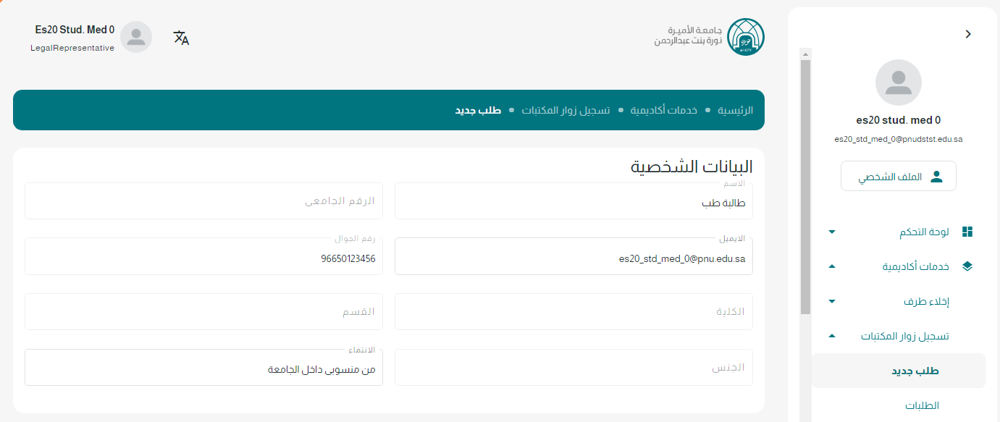 es20 stud. med 0
es20_std_med_0@pnudstst.edu.sa
الملف الشخصي
لوحة التحكم
خدمات أكاديمية
إخلاء طرف
تسجيل زوار المكتبات
طلب جديد
الطلبات
جامعة الأميرة
نورة بنت عبدالرحمن
Es20 Stud. Med 0
LegalRepresentative
الرئيسية • خدمات أكاديمية • تسجيل زوار المكتبات • طلب جديد
البيانات الشخصية
الاسم
طالبة طب
الرقم الجامعى
الايميل
es20_std_med_0@pnu.edu.sa
رقم الجوال
96650123456
الكلية
القسم
الجنس
الانتماء
من منسوبى داخل الجامعة